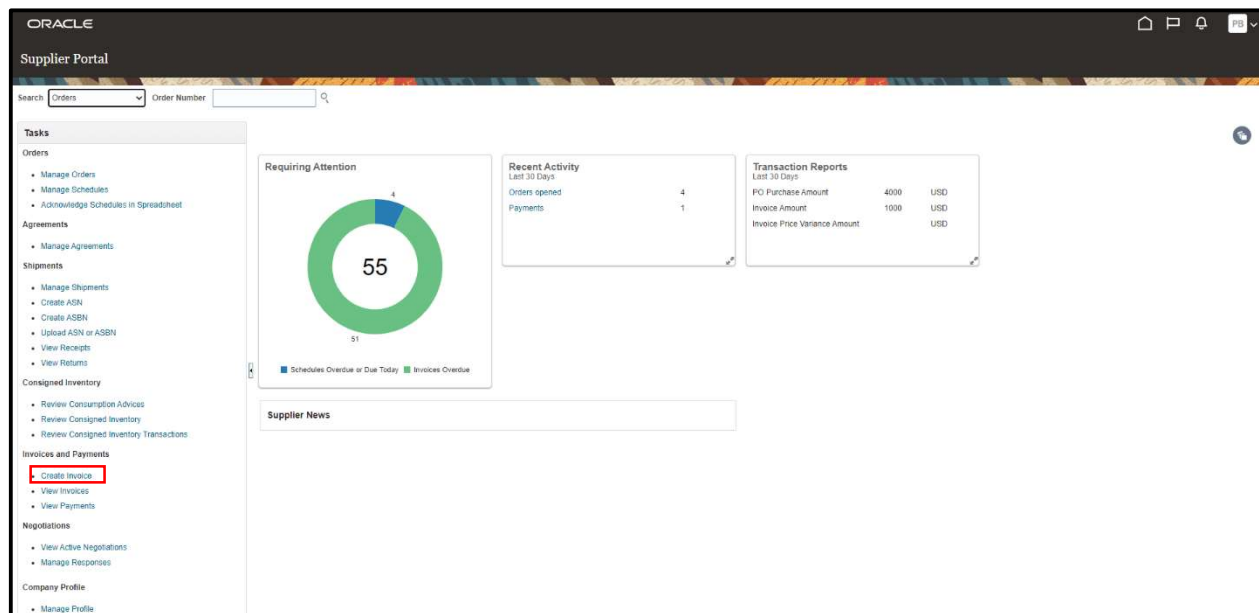 ORACLE
PB
Supplier Portal
Search Orders Order Number
Tasks
Orders
Manage Orders
Manage Schedules
Acknowledge Schedules in Spreadsheet
Agreements
Manage Agreements
Shipments
Manage Shipments
Create ASN
Create ASBN
Upload ASN or ASBN
View Receipts
View Returns
Consigned Inventory
Review Consumption Advices
Review Consigned Inventory
Review Consigned Inventory Transactions
Invoices and Payments
Create Invoice
View Invoices
View Payments
Negotiations
View Active Negotiations
Manage Responses
Company Profile
Manage Profile
Requiring Attention
4
55
51
Schedules Overdue or Due Today Invoices Overdue
Recent Activity
Last 30 Days
Orders opened 4
Payments 1
Transaction Reports
Last 30 Days
PO Purchase Amount 4000 USD
Invoice Amount 1000 USD
Invoice Price Variance Amount USD
Supplier News